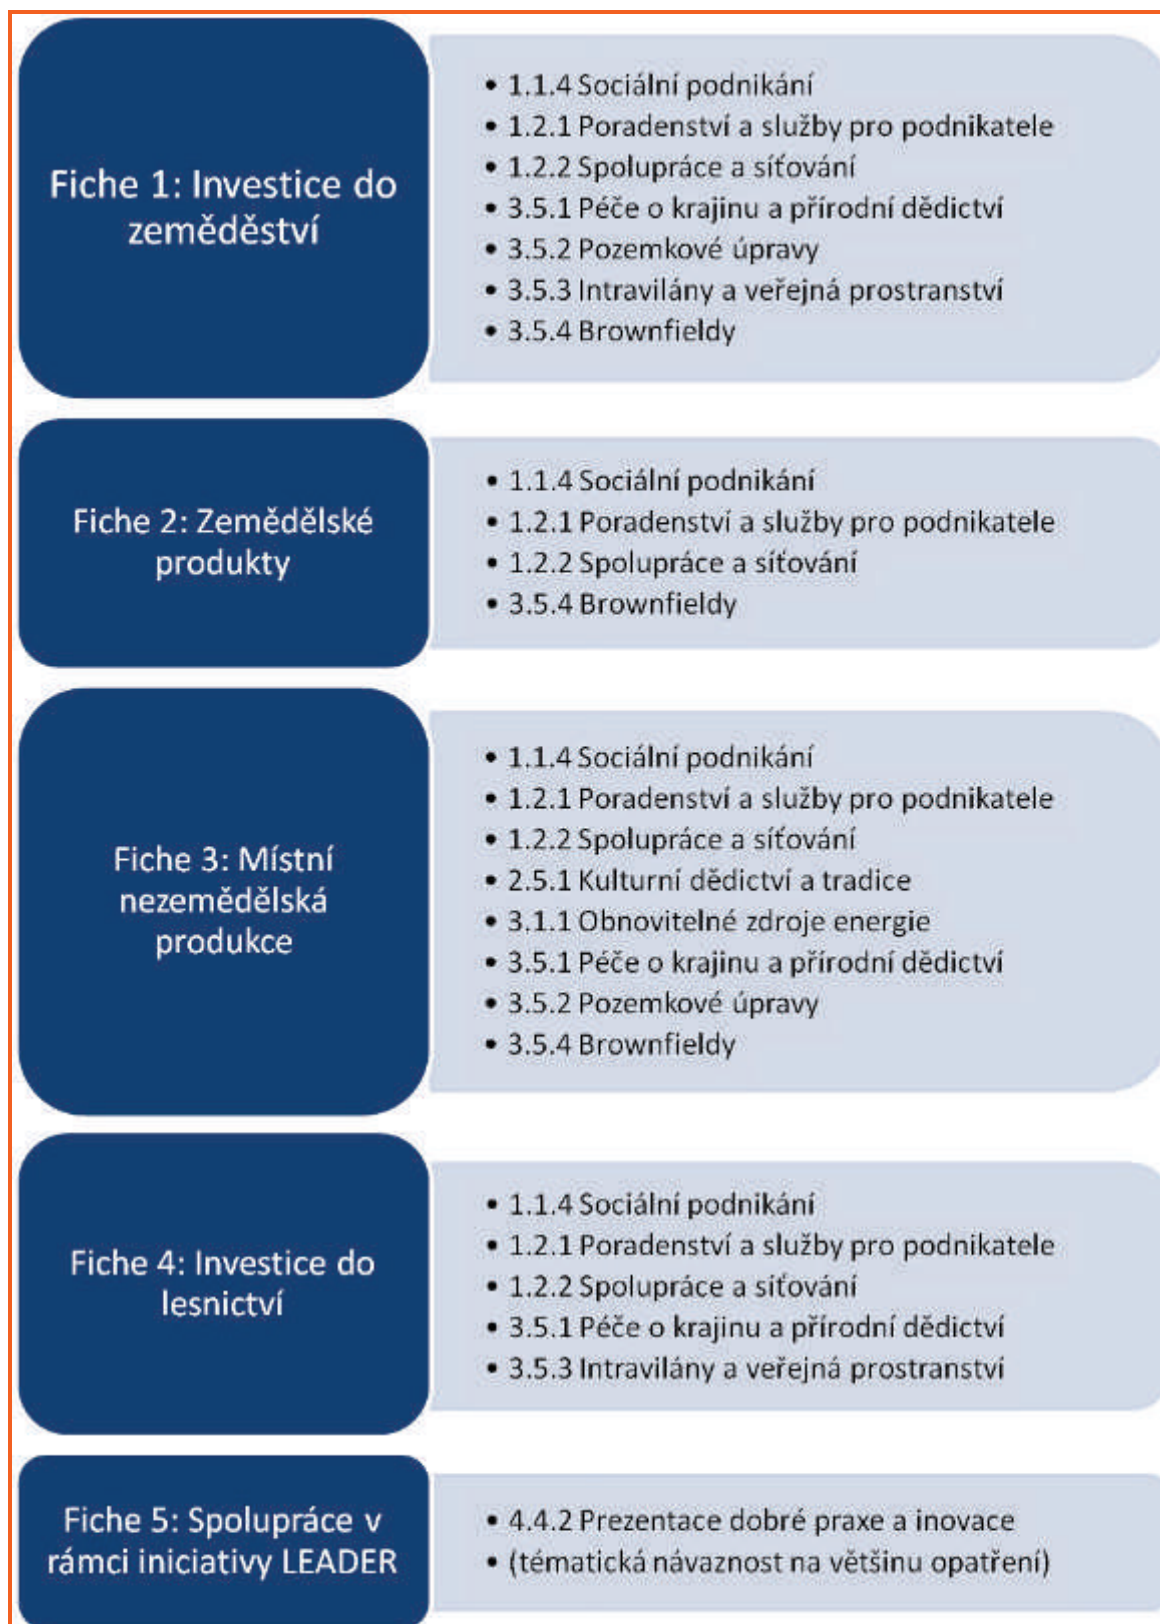 Fiche 1: Investice do
zeměděství
• 1.1.4 Sociální podnikání
• 1.2.1 Poradenství a služby pro podnikatele
• 1.2.2 Spolupráce a síťování
• 3.5.1 Péče o krajinu a přírodní dědictví
• 3.5.2 Pozemkové úpravy
• 3.5.3 Intravilány a veřejná prostranství
• 3.5.4 Brownfieldy
Fiche 2: Zemědělské
produkty
• 1.1.4 Sociální podnikání
• 1.2.1 Poradenství a služby pro podnikatele
• 1.2.2 Spolupráce a síťování
• 3.5.4 Brownfieldy
Fiche 3: Místní
nezemědělská
produkce
• 1.1.4 Sociální podnikání
• 1.2.1 Poradenství a služby pro podnikatele
• 1.2.2 Spolupráce a síťování
• 2.5.1 Kulturní dědictví a tradice
• 3.1.1 Obnovitelné zdroje energie
• 3.5.1 Péče o krajinu a přírodní dědictví
• 3.5.2 Pozemkové úpravy
• 3.5.4 Brownfieldy
Fiche 4: Investice do
lesnictví
• 1.1.4 Sociální podnikání
• 1.2.1 Poradenství a služby pro podnikatele
• 1.2.2 Spolupráce a síťování
• 3.5.1 Péče o krajinu a přírodní dědictví
• 3.5.3 Intravilány a veřejná prostranství
Fiche 5: Spolupráce v
rámci iniciativy LEADER
• 4.4.2 Prezentace dobré praxe a inovace
• (tématická návaznost na většinu opatření)